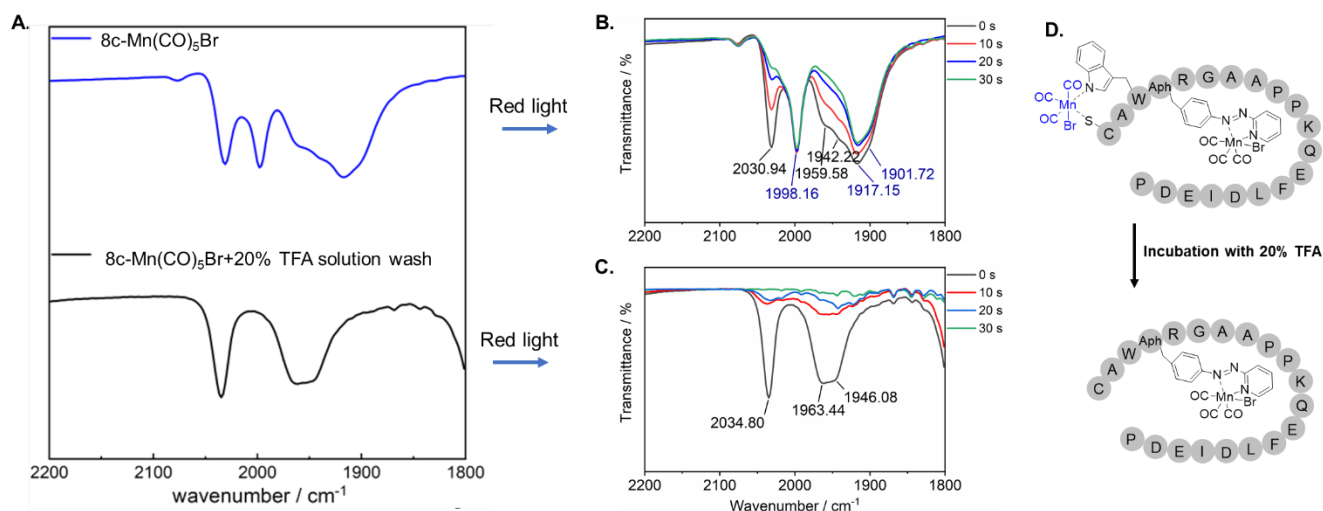 A.
8c-Mn(CO)5Br
8c-Mn(CO)5Br+20% TFA solution wash
2200 2100 2000 1900 1800
wavenumber / cm-1
Red light
Red light
B.
Transmittance / %
0 s
10 s
20 s
30 s
2030.94
1998.16
1942.22
1959.58
1917.15
1901.72
2200 2100 2000 1900 1800
C.
Transmittance / %
0 s
10 s
20 s
30 s
2034.80
1963.44
1946.08
2200 2100 2000 1900 1800
Wavenumber / cm-1
D.
CO
OC
Mn
OC
Br
N
S
C A W Aph R G A A P P K Q E F L D I E D P
N N
N
OC Mn Br
OC CO
Incubation with 20% TFA
C A W Aph R G A A P P K Q E F L D I E D P
N N
N
OC Mn Br
OC CO